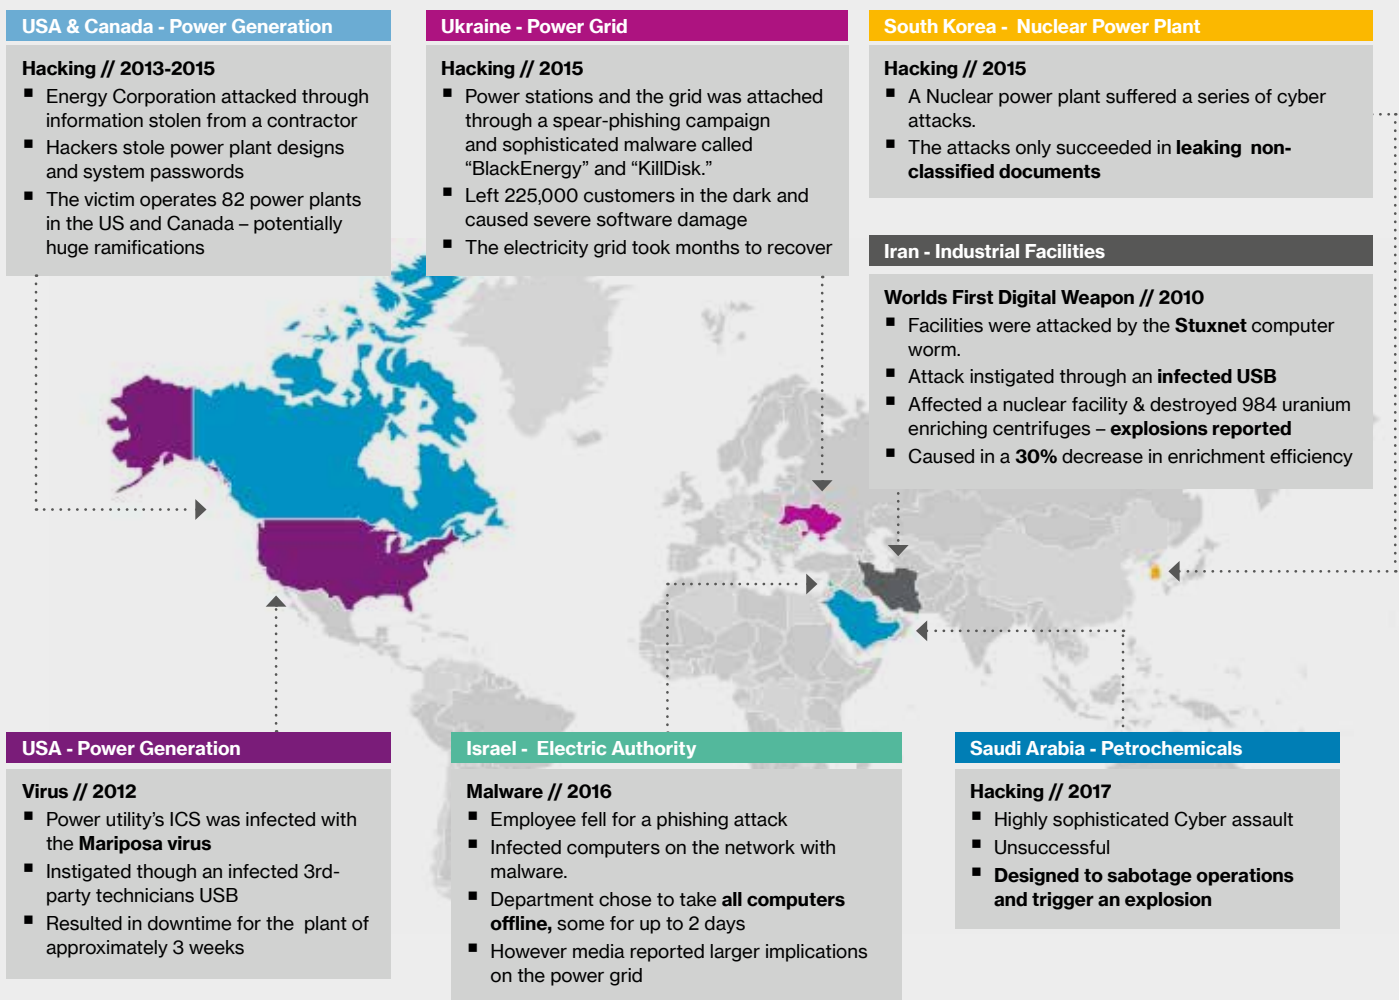 USA & Canada - Power Generation
Hacking // 2013-2015
■ Energy Corporation attacked through
information stolen from a contractor
■ Hackers stole power plant designs
and system passwords
■ The victim operates 82 power plants
in the US and Canada – potentially
huge ramifications
Ukraine - Power Grid
Hacking // 2015
■ Power stations and the grid was attached
through a spear-phishing campaign
and sophisticated malware called
“BlackEnergy” and “KillDisk.”
■ Left 225,000 customers in the dark and
caused severe software damage
■ The electricity grid took months to recover
South Korea - Nuclear Power Plant
Hacking // 2015
■ A Nuclear power plant suffered a series of cyber
attacks.
■ The attacks only succeeded in leaking non-
classified documents
Iran - Industrial Facilities
Worlds First Digital Weapon // 2010
■ Facilities were attacked by the Stuxnet computer
worm.
■ Attack instigated through an infected USB
■ Affected a nuclear facility & destroyed 984 uranium
enriching centrifuges – explosions reported
■ Caused in a 30% decrease in enrichment efficiency
USA - Power Generation
Virus // 2012
■ Power utility’s ICS was infected with
the Mariposa virus
■ Instigated though an infected 3rd-
party technicians USB
■ Resulted in downtime for the plant of
approximately 3 weeks
Israel - Electric Authority
Malware // 2016
■ Employee fell for a phishing attack
■ Infected computers on the network with
malware.
■ Department chose to take all computers
offline, some for up to 2 days
■ However media reported larger implications
on the power grid
Saudi Arabia - Petrochemicals
Hacking // 2017
■ Highly sophisticated Cyber assault
■ Unsuccessful
■ Designed to sabotage operations
and trigger an explosion